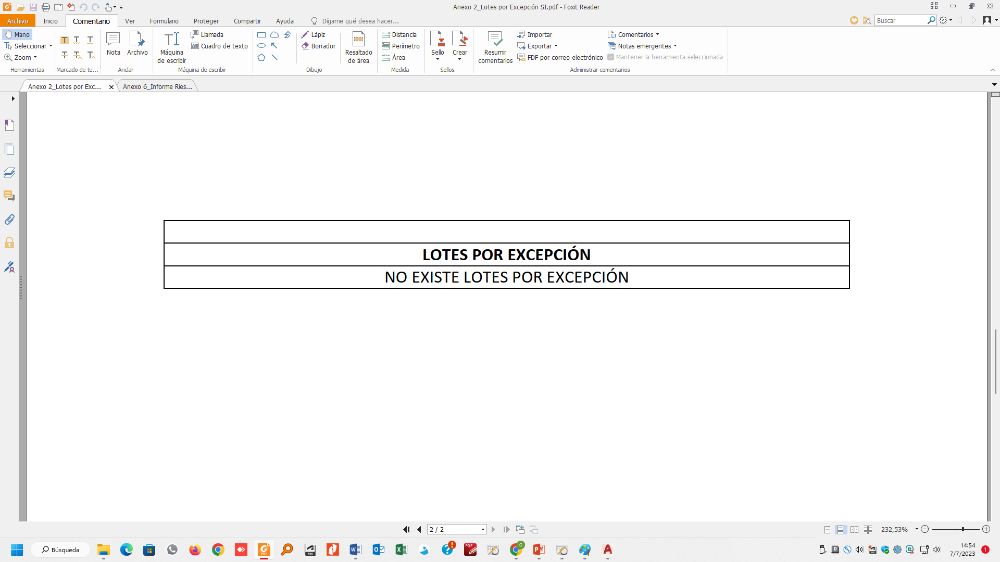 Anexo 2_Lotes por Excepción SI.pdf - Foxit Reader
Archivo Inicio Comentario Ver Formulario Proteger Compartir Ayuda Dígame qué desea hacer... Buscar
Mano
Seleccionar
Zoom
Herramientas
Marcado de te...
Nota Archivo
Anclar
Máquina de escribir
Llamada
Cuadro de texto
Máquina de escribir
Lápiz
Borrador
Dibujo
Resaltado de área
Distancia
Perímetro
Área
Medida
Sello Crear
Sellos
Resumir comentarios
Importar
Exportar
FDF por correo electrónico
Comentarios
Notas emergentes
Mantener la herramienta seleccionada
Administrar comentarios
Anexo 2_Lotes por Exc... Anexo 6_Informe Ries...
LOTES POR EXCEPCIÓN
NO EXISTE LOTES POR EXCEPCIÓN
2 / 2
232,53%
Búsqueda
14:54
7/7/2023
1